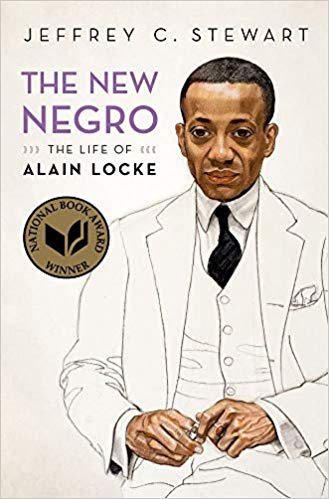 JEFFREY C. STEWART
THE NEW
NEGRO
››› THE LIFE OF ‹‹‹
ALAIN LOCKE
NATIONAL BOOK AWARD
WINNER